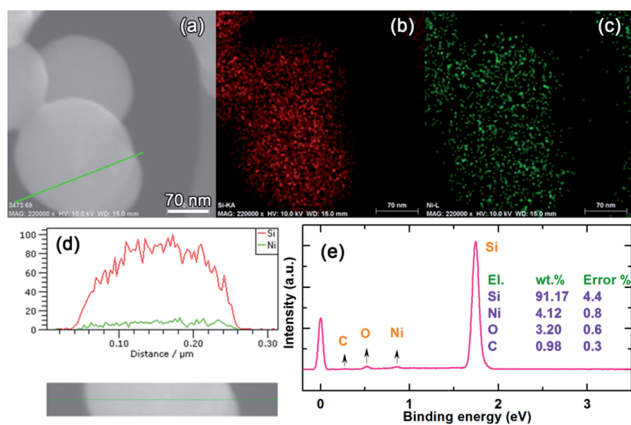 (a)
3473 69
MAG: 220000 x HV: 10.0 kV WD: 15.0 mm
70 nm
(b)
Si-KA
MAG: 220000 x HV: 10.0 kV WD: 15.0 mm
70 nm
(c)
Ni-L
MAG: 220000 x HV: 10.0 kV WD: 15.0 mm
70 nm
(d)
Si
Ni
100
80
60
40
20
0
0.10 0.20 0.30
Distance / µm
(e)
Si
El. wt.% Error %
Si 91.17 4.4
Ni 4.12 0.8
O 3.20 0.6
C 0.98 0.3
C O Ni
Intensity (a.u.)
0 1 2 3
Binding energy (eV)